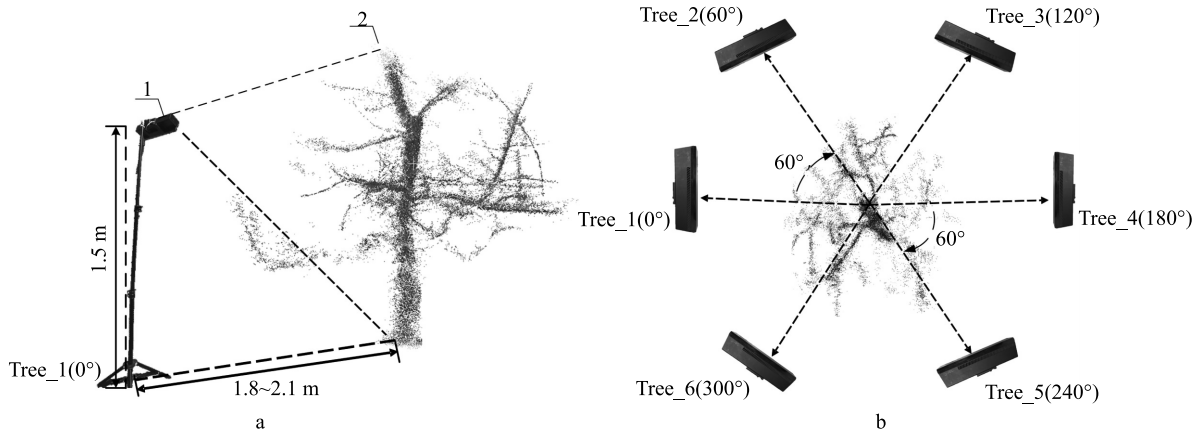 2
1
1.5 m
Tree_1(0°)
1.8~2.1 m
a
Tree_2(60°)
Tree_3(120°)
60°
Tree_1(0°)
Tree_4(180°)
60°
Tree_6(300°)
Tree_5(240°)
b